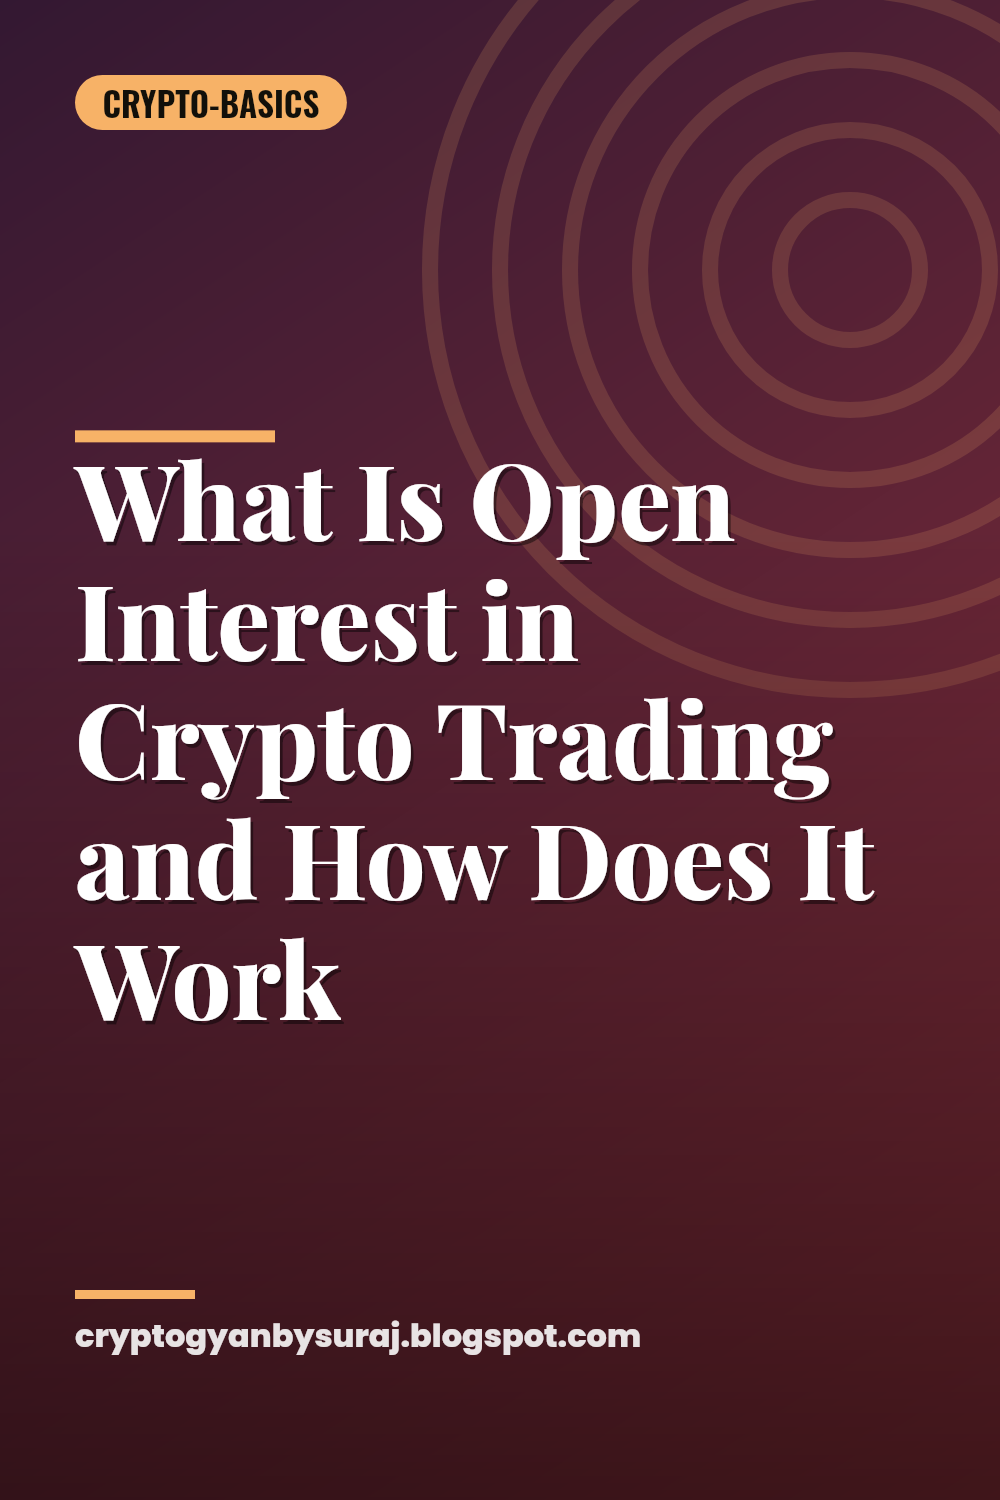 CRYPTO-BASICS
What Is Open
Interest in
Crypto Trading
and How Does It
Work
cryptogyanbysuraj.blogspot.com